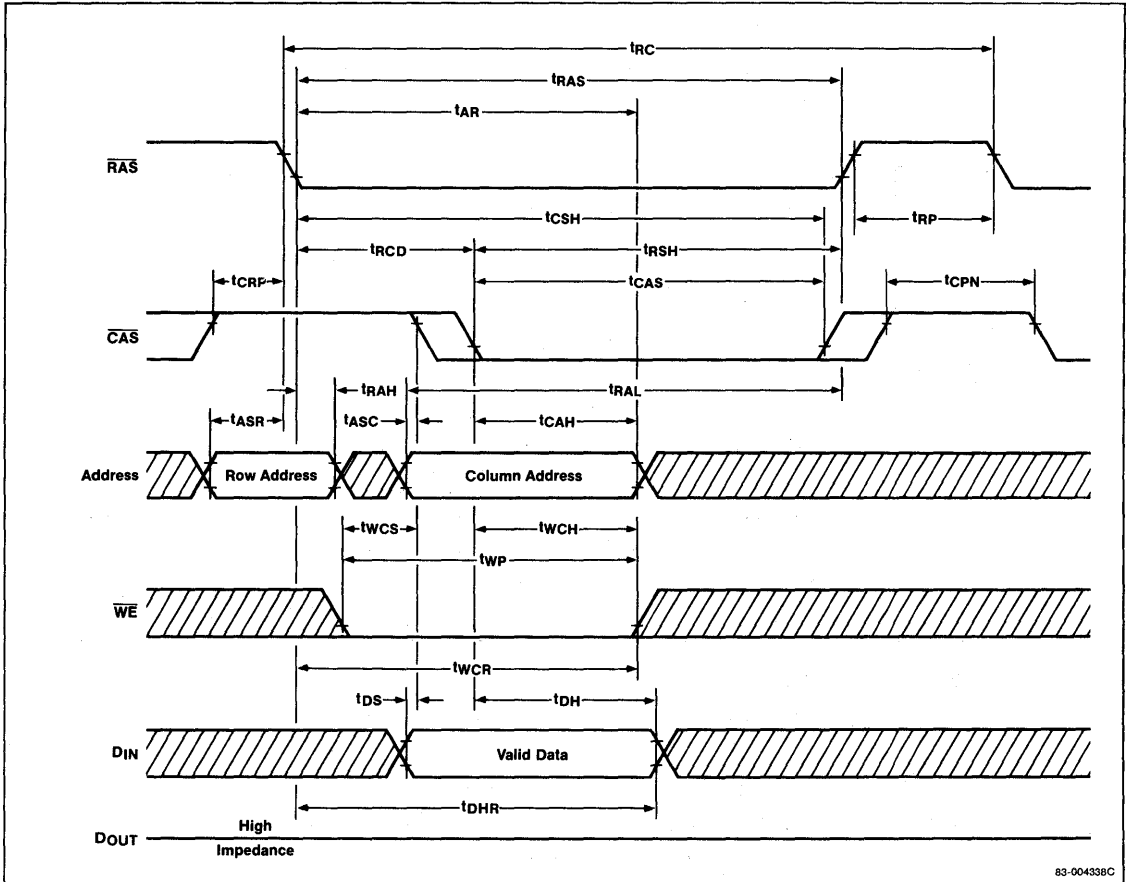 tRC
tRAS
tAR
RAS
tCSH
tRP
tRCD
tRSH
tCRP
tCAS
tCPN
CAS
tRAH
tRAL
tASR
tASC
tCAH
Address
Row Address
Column Address
tWCS
tWCH
tWP
WE
tWCR
tDS
tDH
DIN
Valid Data
tDHR
DOUT
High
Impedance
83-004338C